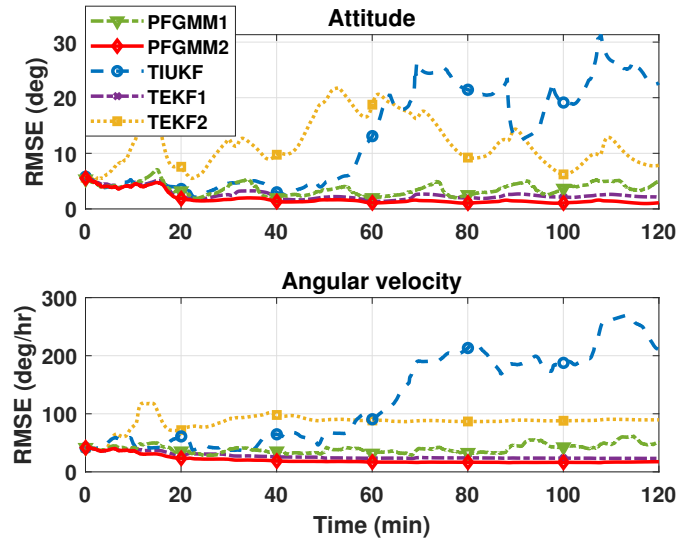 Attitude
RMSE (deg)
30
20
10
0
PFGMM1
PFGMM2
TIUKF
TEKF1
TEKF2
0 20 40 60 80 100 120
Angular velocity
RMSE (deg/hr)
300
200
100
0
0 20 40 60 80 100 120
Time (min)